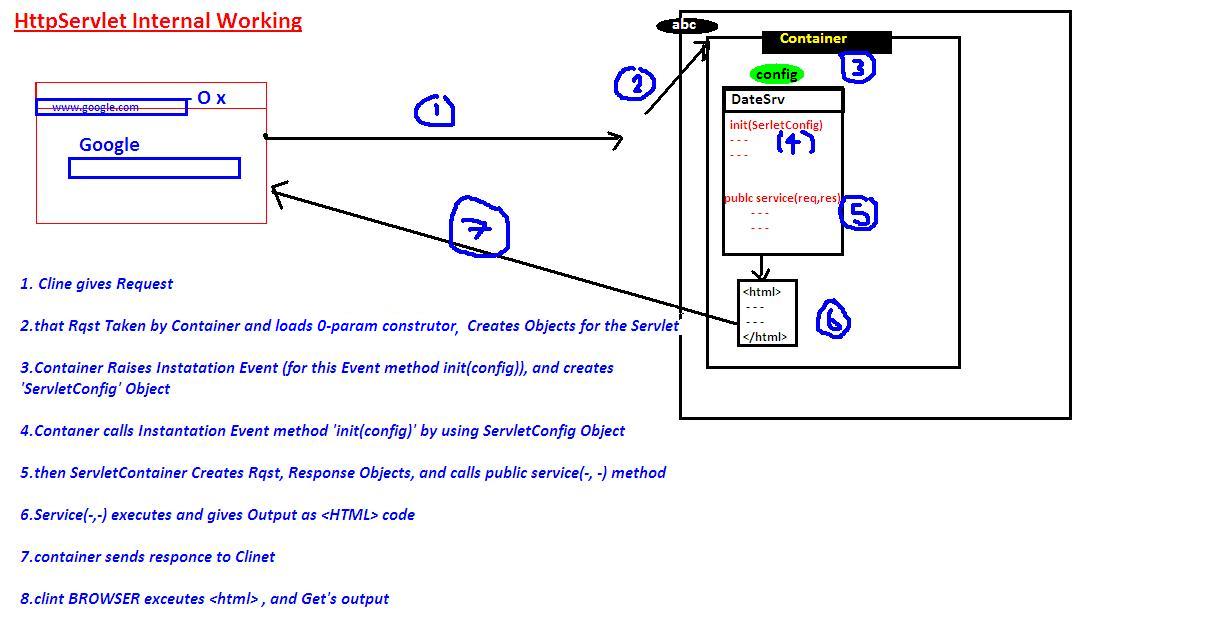 HttpServlet Internal Working
abc
Container
www.google.com
- O x
Google
1
2
config
3
DateSrv
init(SerletConfig)
- - -
(4)
- - -
publc service(req,res)
5
- - -
- - -
7
<html>
- - -
- - -
</html>
6
1. Cline gives Request
2.that Rqst Taken by Container and loads 0-param construtor, Creates Objects for the Servlet
3.Container Raises Instatation Event (for this Event method init(config)), and creates
'ServletConfig' Object
4.Contaner calls Instantation Event method 'init(config)' by using ServletConfig Object
5.then ServletContainer Creates Rqst, Response Objects, and calls public service(-, -) method
6.Service(-,-) executes and gives Output as <HTML> code
7.container sends responce to Clinet
8.clint BROWSER exceutes <html> , and Get's output